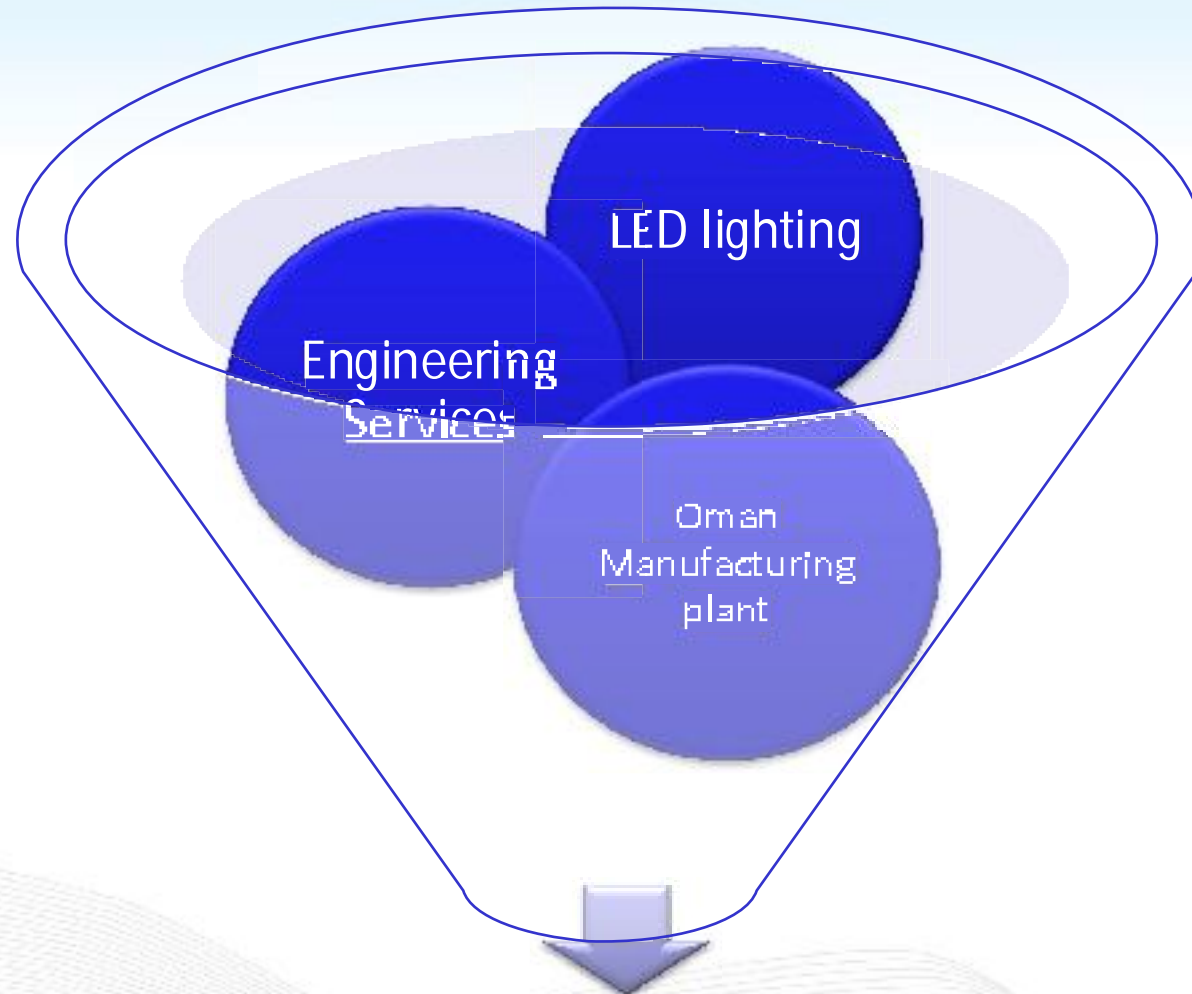 LED lighting
Engineering
Services
Oman
Manufacturing
plant